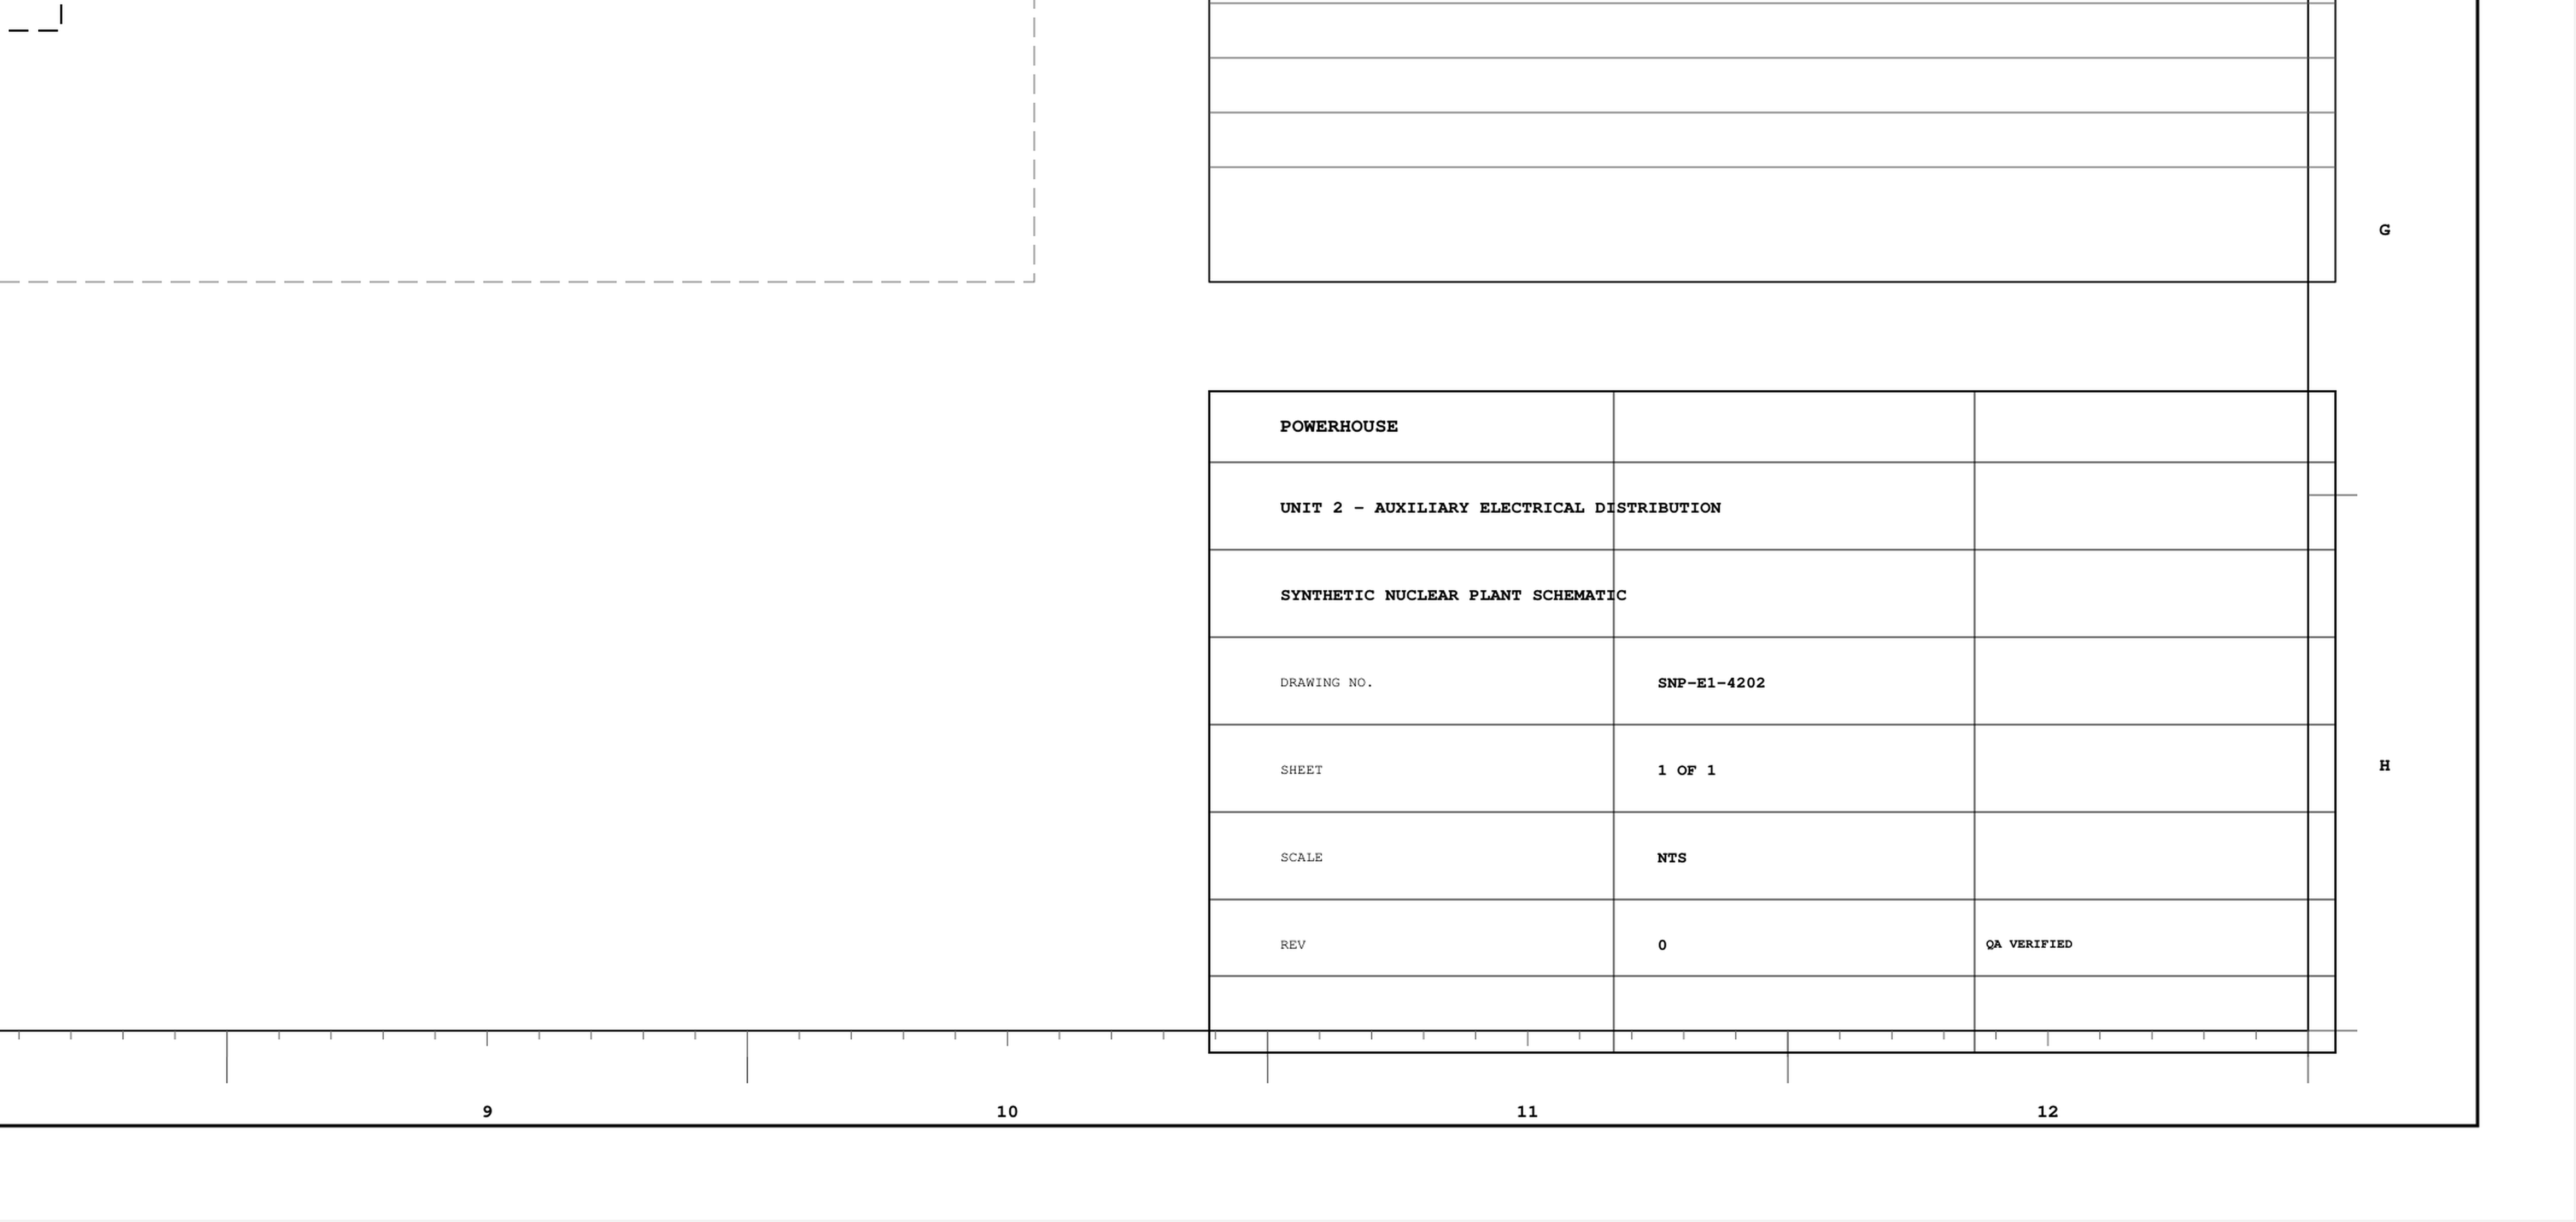 G
POWERHOUSE
UNIT 2 - AUXILIARY ELECTRICAL DISTRIBUTION
SYNTHETIC NUCLEAR PLANT SCHEMATIC
DRAWING NO. SNP-E1-4202
SHEET 1 OF 1
H
SCALE NTS
REV 0 QA VERIFIED
9 10 11 12